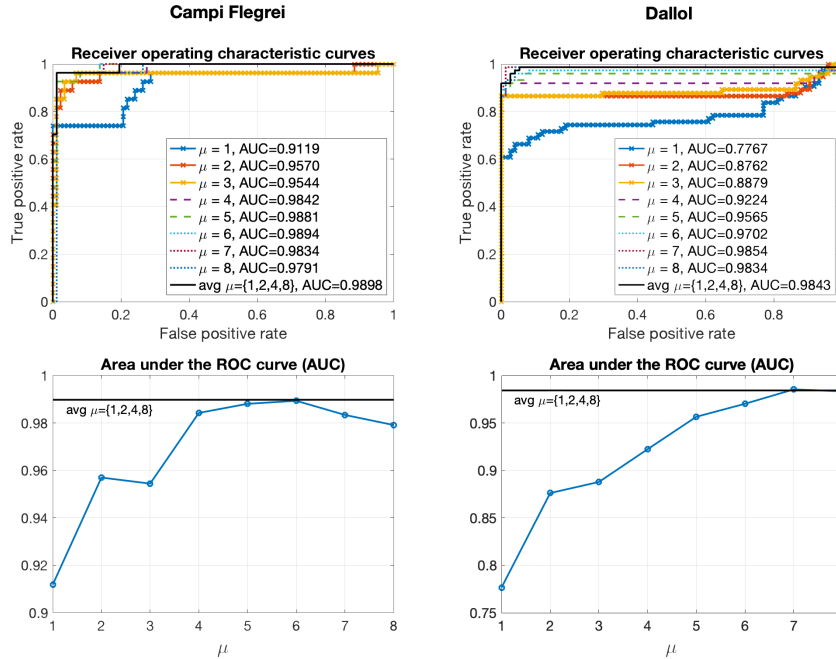 Campi Flegrei
Receiver operating characteristic curves
True positive rate
1
0.8
0.6
0.4
0.2
0
μ = 1, AUC=0.9119
μ = 2, AUC=0.9570
μ = 3, AUC=0.9544
μ = 4, AUC=0.9842
μ = 5, AUC=0.9881
μ = 6, AUC=0.9894
μ = 7, AUC=0.9834
μ = 8, AUC=0.9791
avg μ={1,2,4,8}, AUC=0.9898
0 0.2 0.4 0.6 0.8 1
False positive rate
Dallol
Receiver operating characteristic curves
True positive rate
1
0.8
0.6
0.4
0.2
0
μ = 1, AUC=0.7767
μ = 2, AUC=0.8762
μ = 3, AUC=0.8879
μ = 4, AUC=0.9224
μ = 5, AUC=0.9565
μ = 6, AUC=0.9702
μ = 7, AUC=0.9854
μ = 8, AUC=0.9834
avg μ={1,2,4,8}, AUC=0.9843
0 0.2 0.4 0.6 0.8
False positive rate
Area under the ROC curve (AUC)
1
0.98
0.96
0.94
0.92
0.9
avg μ={1,2,4,8}
1 2 3 4 5 6 7 8
μ
Area under the ROC curve (AUC)
1
0.95
0.9
0.85
0.8
0.75
avg μ={1,2,4,8}
1 2 3 4 5 6 7
μ